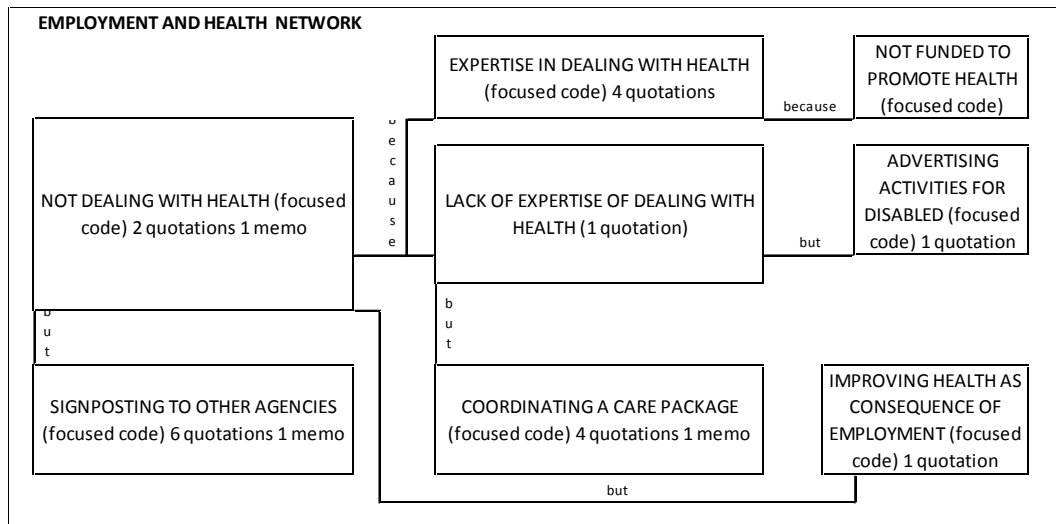 EMPLOYMENT AND HEALTH NETWORK
EXPERTISE IN DEALING WITH HEALTH
(focused code) 4 quotations
because
NOT FUNDED TO
PROMOTE HEALTH
(focused code)
because
NOT DEALING WITH HEALTH (focused
code) 2 quotations 1 memo
LACK OF EXPERTISE OF DEALING WITH
HEALTH (1 quotation)
but
ADVERTISING
ACTIVITIES FOR
DISABLED (focused
code) 1 quotation
but
but
SIGNPOSTING TO OTHER AGENCIES
(focused code) 6 quotations 1 memo
COORDINATING A CARE PACKAGE
(focused code) 4 quotations 1 memo
IMPROVING HEALTH AS
CONSEQUENCE OF
EMPLOYMENT (focused
code) 1 quotation
but